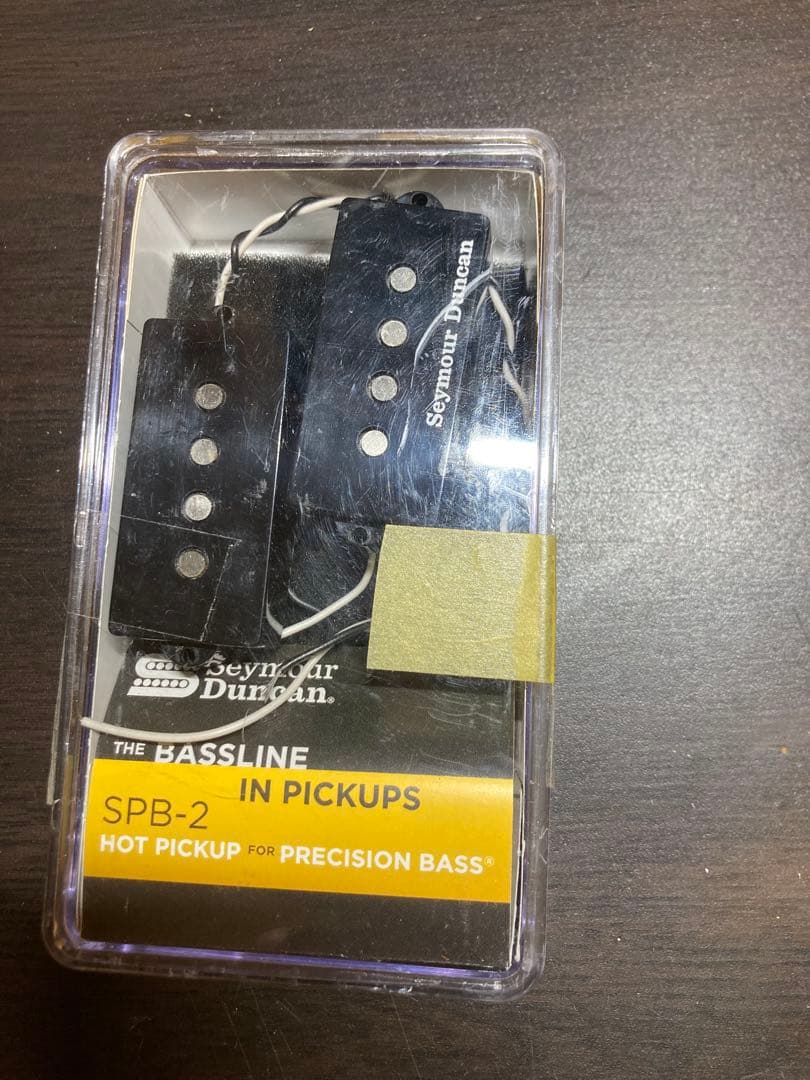 Seymour Duncan
Seymour
Duncan®
THE BASSLINE
IN PICKUPS
SPB-2
HOT PICKUP FOR PRECISION BASS®